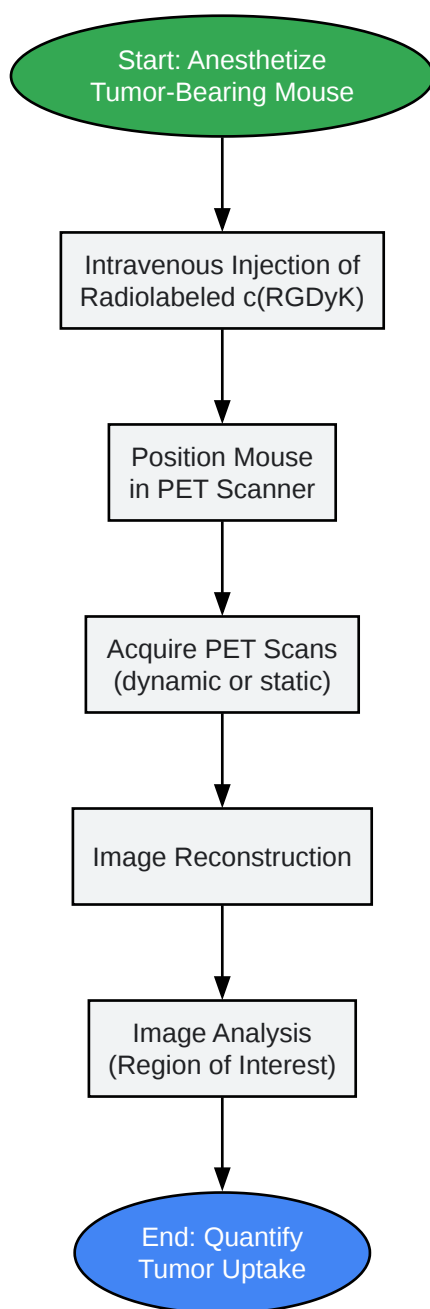 Start: Anesthetize
Tumor-Bearing Mouse
Intravenous Injection of
Radiolabeled c(RGDyK)
Position Mouse
in PET Scanner
Acquire PET Scans
(dynamic or static)
Image Reconstruction
Image Analysis
(Region of Interest)
End: Quantify
Tumor Uptake